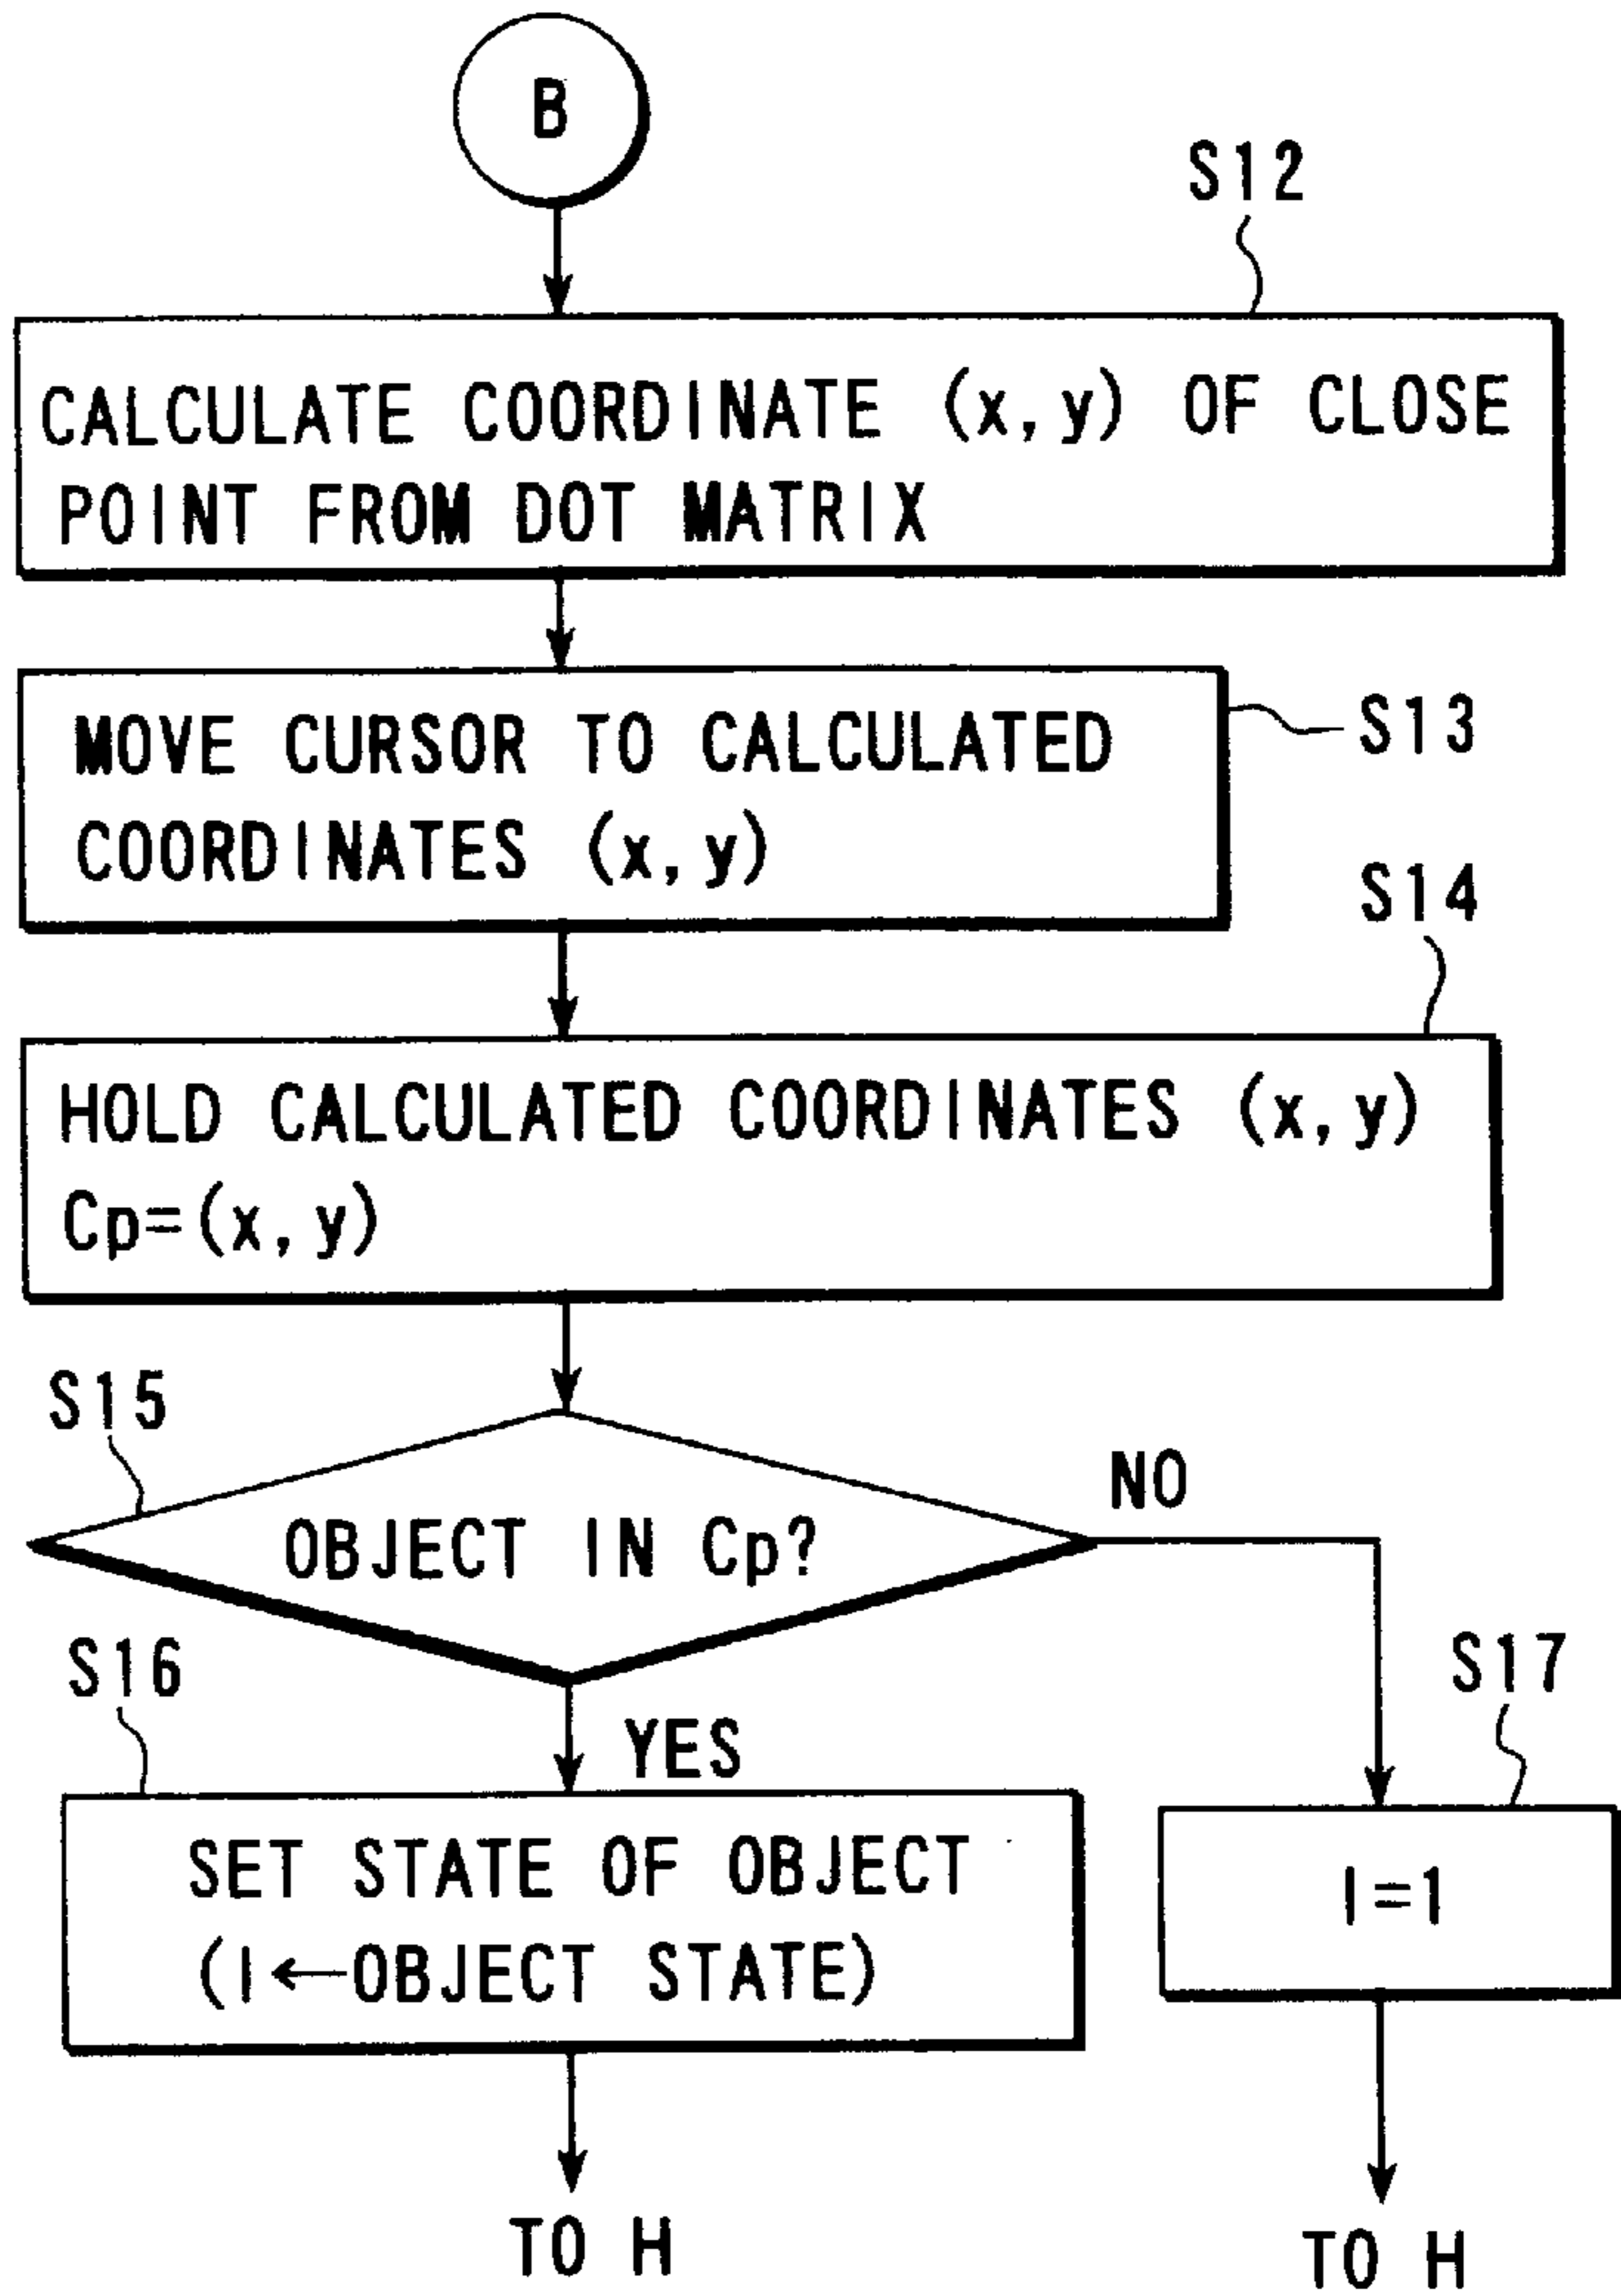 B
S12
CALCULATE COORDINATE (x, y) OF CLOSE
POINT FROM DOT MATRIX
MOVE CURSOR TO CALCULATED
COORDINATES (x, y)
S13
S14
HOLD CALCULATED COORDINATES (x, y)
Cp=(x, y)
S15
OBJECT IN Cp?
NO
S16
YES
S17
SET STATE OF OBJECT
(I←OBJECT STATE)
I=1
TO H
TO H